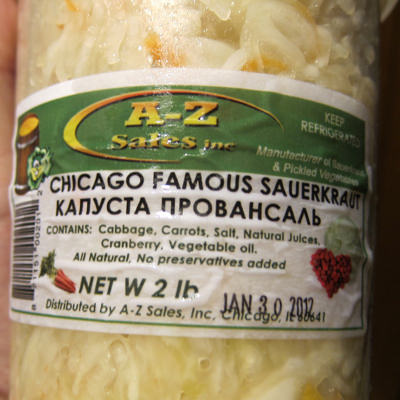 A-Z
Sales inc
KEEP
REFRIGERATED
Manufacturer of Sauerkraut
& Pickled Vegetables
CHICAGO FAMOUS SAUERKRAUT
КАПУСТА ПРОВАНСАЛЬ
CONTAINS: Cabbage, Carrots, Salt, Natural Juices,
Cranberry, Vegetable oil.
All Natural, No preservatives added
NET W 2 lb
JAN 30 2012
Distributed by A-Z Sales, Inc, Chicago, IL 60641